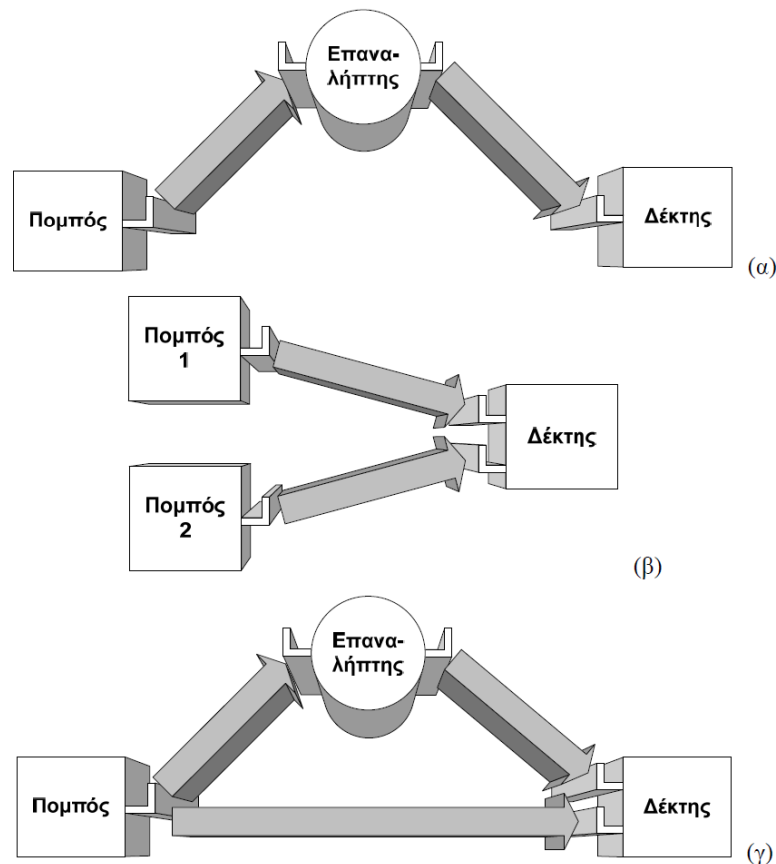 Επανα-
λήπτης
Πομπός
Δέκτης
(α)
Πομπός
1
Δέκτης
Πομπός
2
(β)
Επανα-
λήπτης
Πομπός
Δέκτης
(γ)